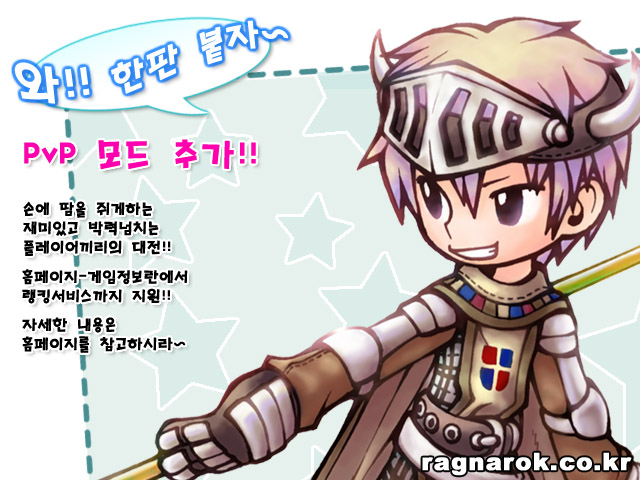 와!! 한판 붙자~
PvP 모드 추가!!
손에 땀을 쥐게하는
재미있고 박력넘치는
플레이어끼리의 대전!!
홈페이지-게임정보란에서
랭킹서비스까지 지원!!
자세한 내용은
홈페이지를 참고하시라~
ragnarok.co.kr